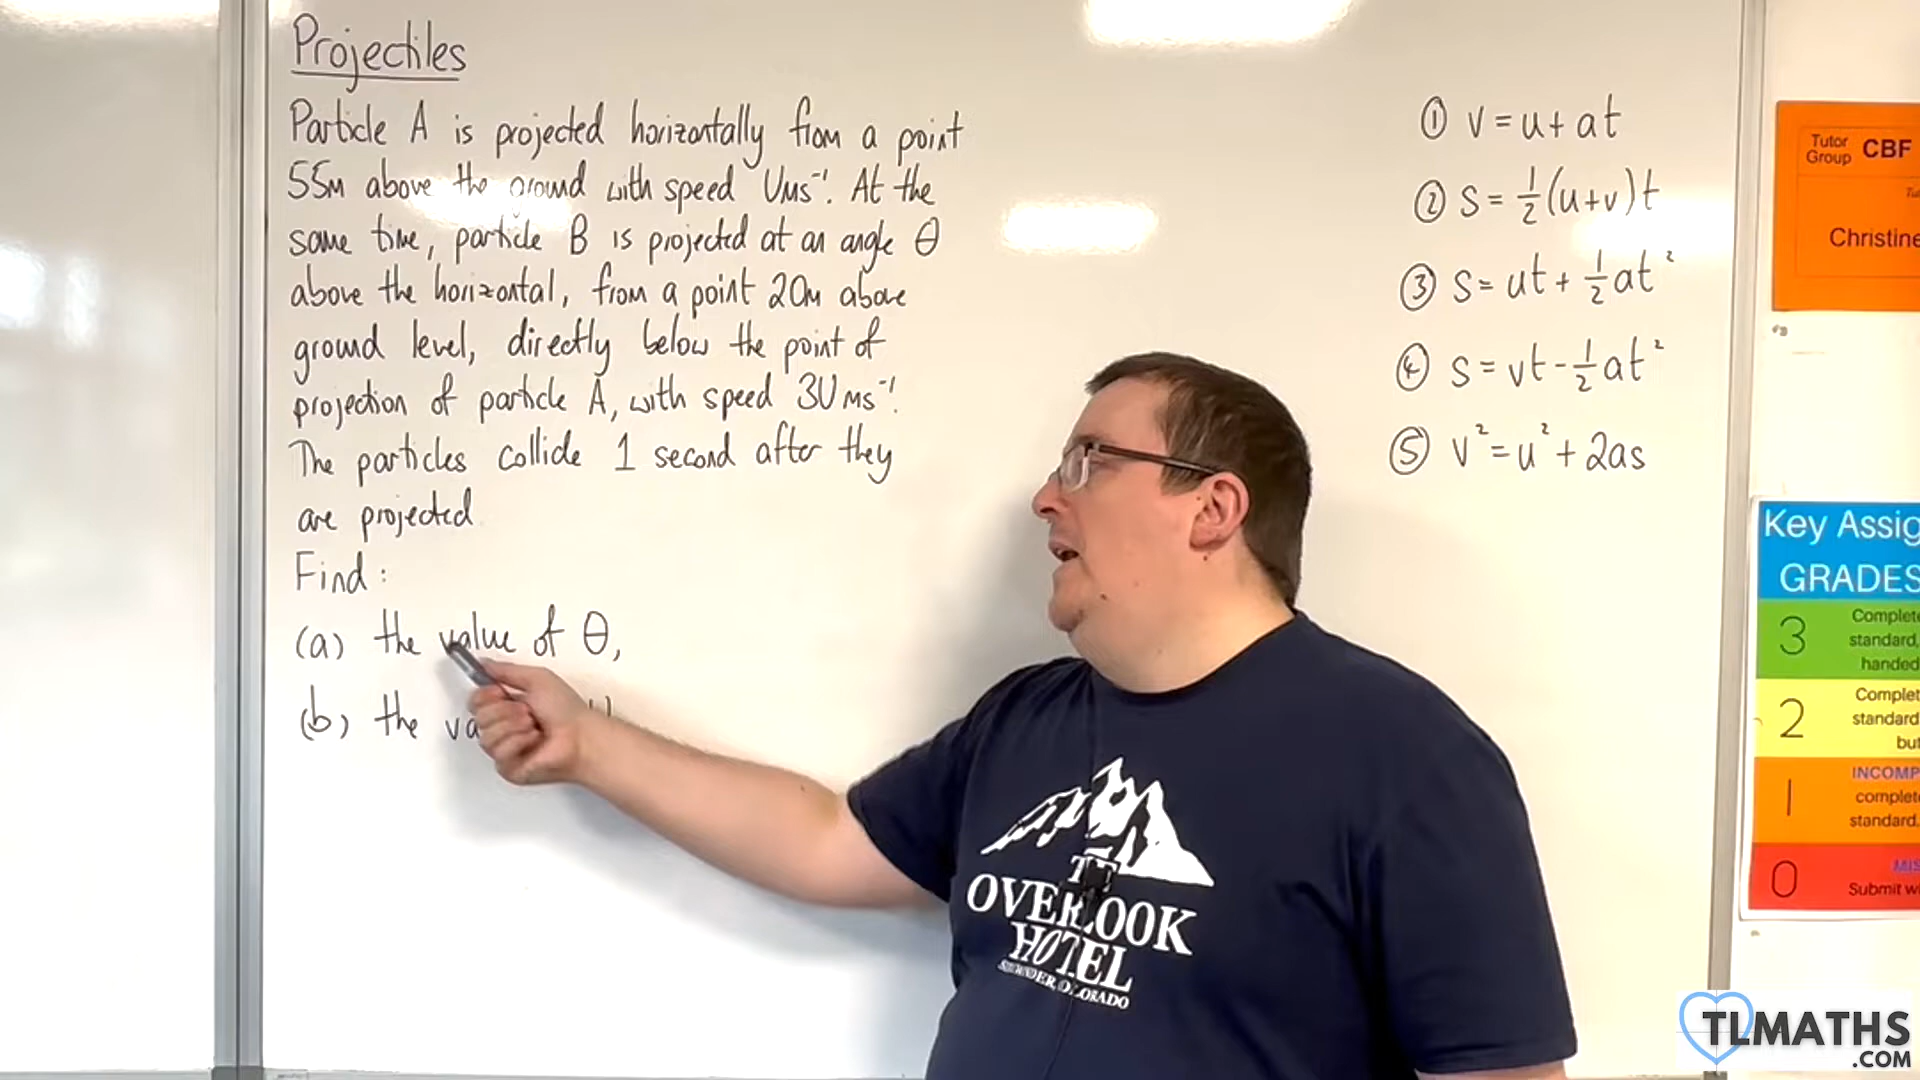 Projectiles
Particle A is projected horizontally from a point
55m above the ground with speed Ums⁻¹. At the
same time, particle B is projected at an angle θ
above the horizontal, from a point 20m above
ground level, directly below the point of
projection of particle A, with speed 3Ums⁻¹.
The particles collide 1 second after they
are projected
Find:
(a) the value of θ,
(b) the
① v = u + at
② s = ½(u+v)t
③ s = ut + ½at²
④ s = vt - ½at²
⑤ v² = u² + 2as
Tutor Group CBF
Christine
Key Assig
GRADES
3
Complete
standard,
handed
2
Complet
standard
but
1
INCOMP
complete
standard,
0
MIS
Submit w
OVERLOOK
HOTEL
TLMATHS
.COM